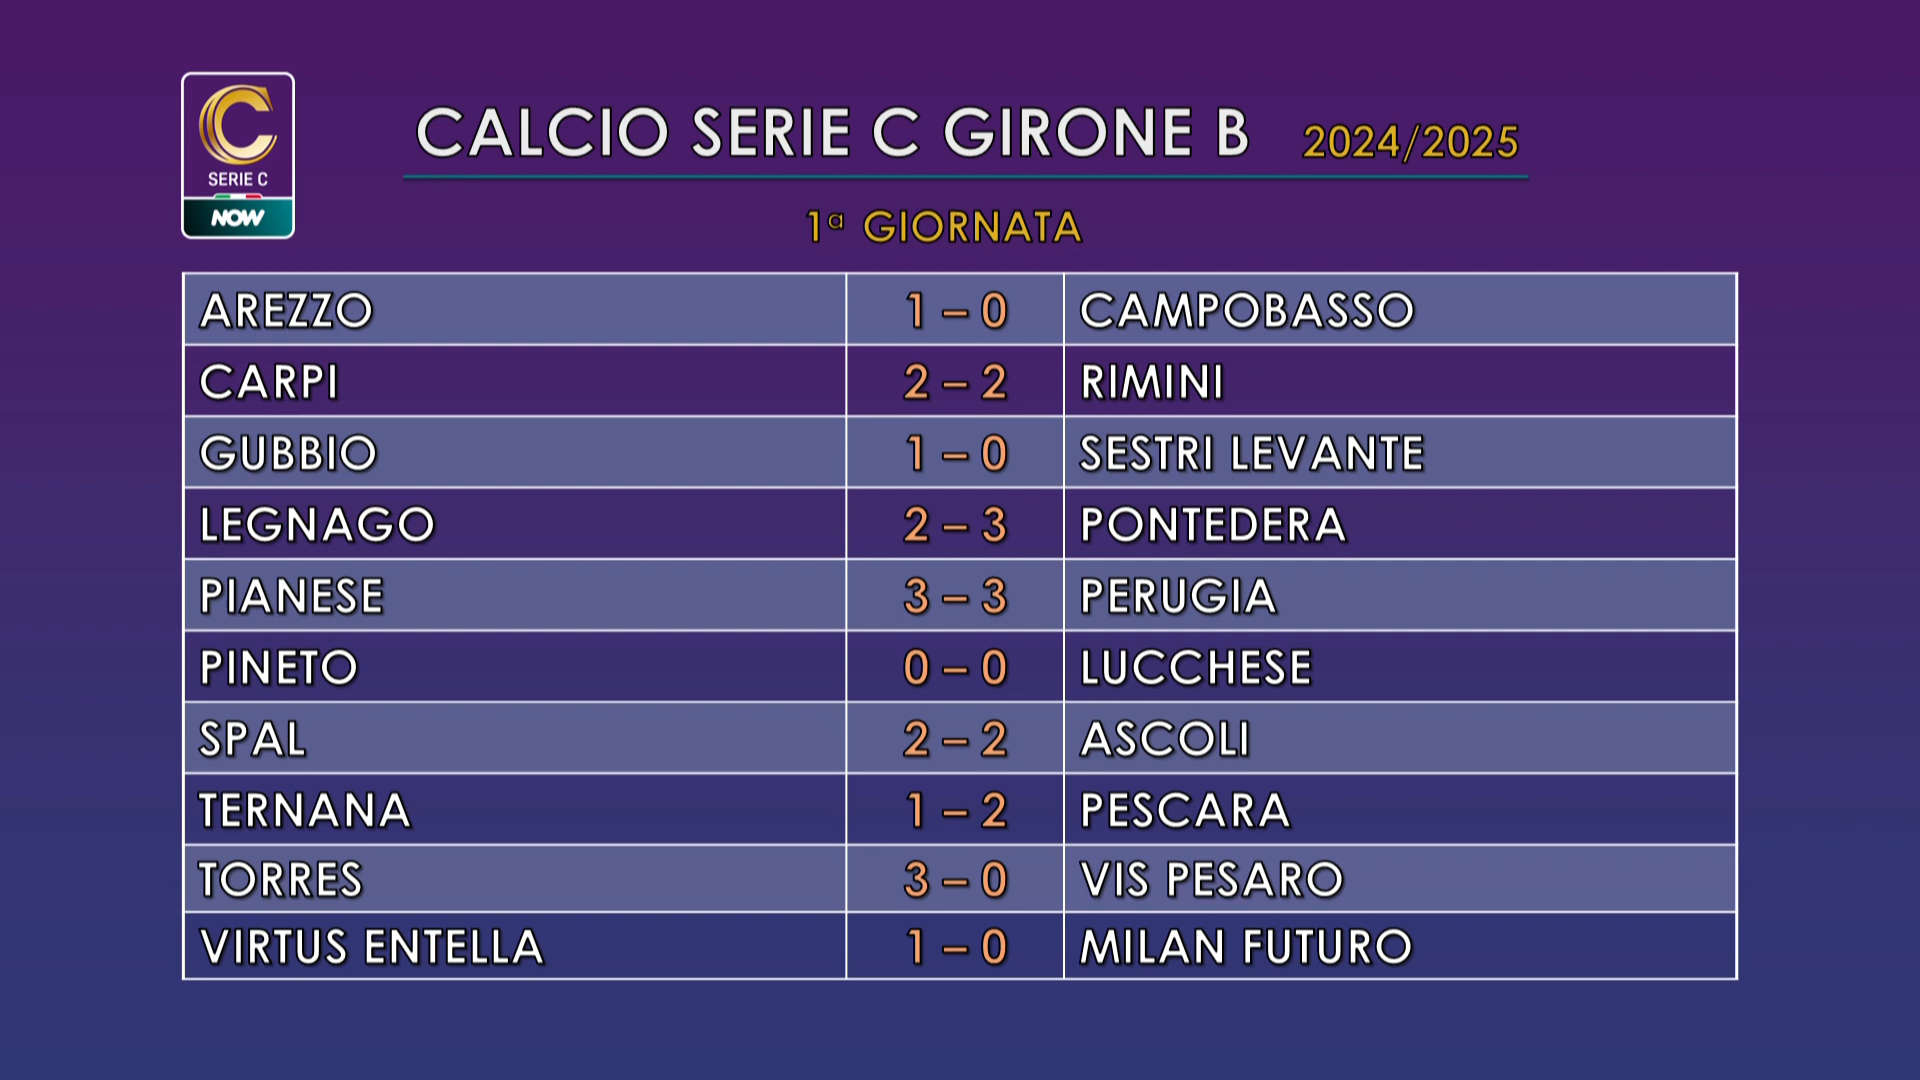 SERIE C
NOW
CALCIO SERIE C GIRONE B 2024/2025
1ª GIORNATA
AREZZO 1 – 0 CAMPOBASSO
CARPI 2 – 2 RIMINI
GUBBIO 1 – 0 SESTRI LEVANTE
LEGNAGO 2 – 3 PONTEDERA
PIANESE 3 – 3 PERUGIA
PINETO 0 – 0 LUCCHESE
SPAL 2 – 2 ASCOLI
TERNANA 1 – 2 PESCARA
TORRES 3 – 0 VIS PESARO
VIRTUS ENTELLA 1 – 0 MILAN FUTURO